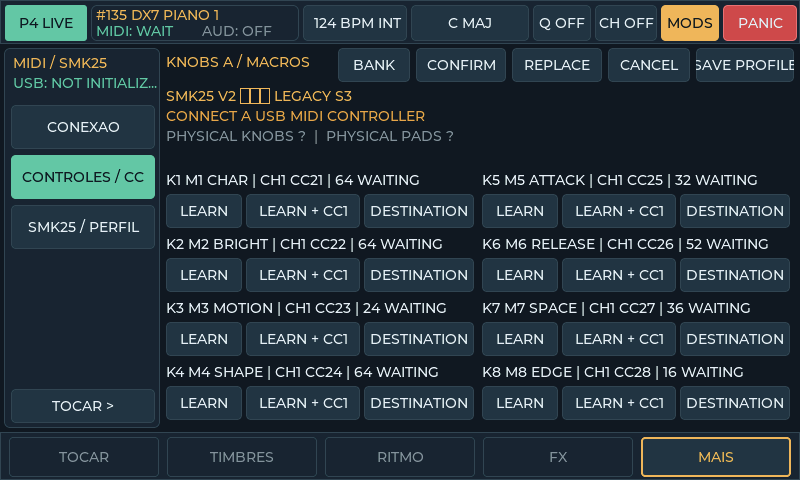 P4 LIVE
#135 DX7 PIANO 1
MIDI: WAIT AUD: OFF
124 BPM INT
C MAJ
Q OFF
CH OFF
MODS
PANIC
MIDI / SMK25
USB: NOT INITIALIZ...
CONEXAO
CONTROLES / CC
SMK25 / PERFIL
TOCAR >
KNOBS A / MACROS
BANK
CONFIRM
REPLACE
CANCEL
SAVE PROFILE
SMK25 V2 □□□ LEGACY S3
CONNECT A USB MIDI CONTROLLER
PHYSICAL KNOBS ? | PHYSICAL PADS ?
K1 M1 CHAR | CH1 CC21 | 64 WAITING
LEARN
LEARN + CC1
DESTINATION
K5 M5 ATTACK | CH1 CC25 | 32 WAITING
LEARN
LEARN + CC1
DESTINATION
K2 M2 BRIGHT | CH1 CC22 | 64 WAITING
LEARN
LEARN + CC1
DESTINATION
K6 M6 RELEASE | CH1 CC26 | 52 WAITING
LEARN
LEARN + CC1
DESTINATION
K3 M3 MOTION | CH1 CC23 | 24 WAITING
LEARN
LEARN + CC1
DESTINATION
K7 M7 SPACE | CH1 CC27 | 36 WAITING
LEARN
LEARN + CC1
DESTINATION
K4 M4 SHAPE | CH1 CC24 | 64 WAITING
LEARN
LEARN + CC1
DESTINATION
K8 M8 EDGE | CH1 CC28 | 16 WAITING
LEARN
LEARN + CC1
DESTINATION
TOCAR
TIMBRES
RITMO
FX
MAIS